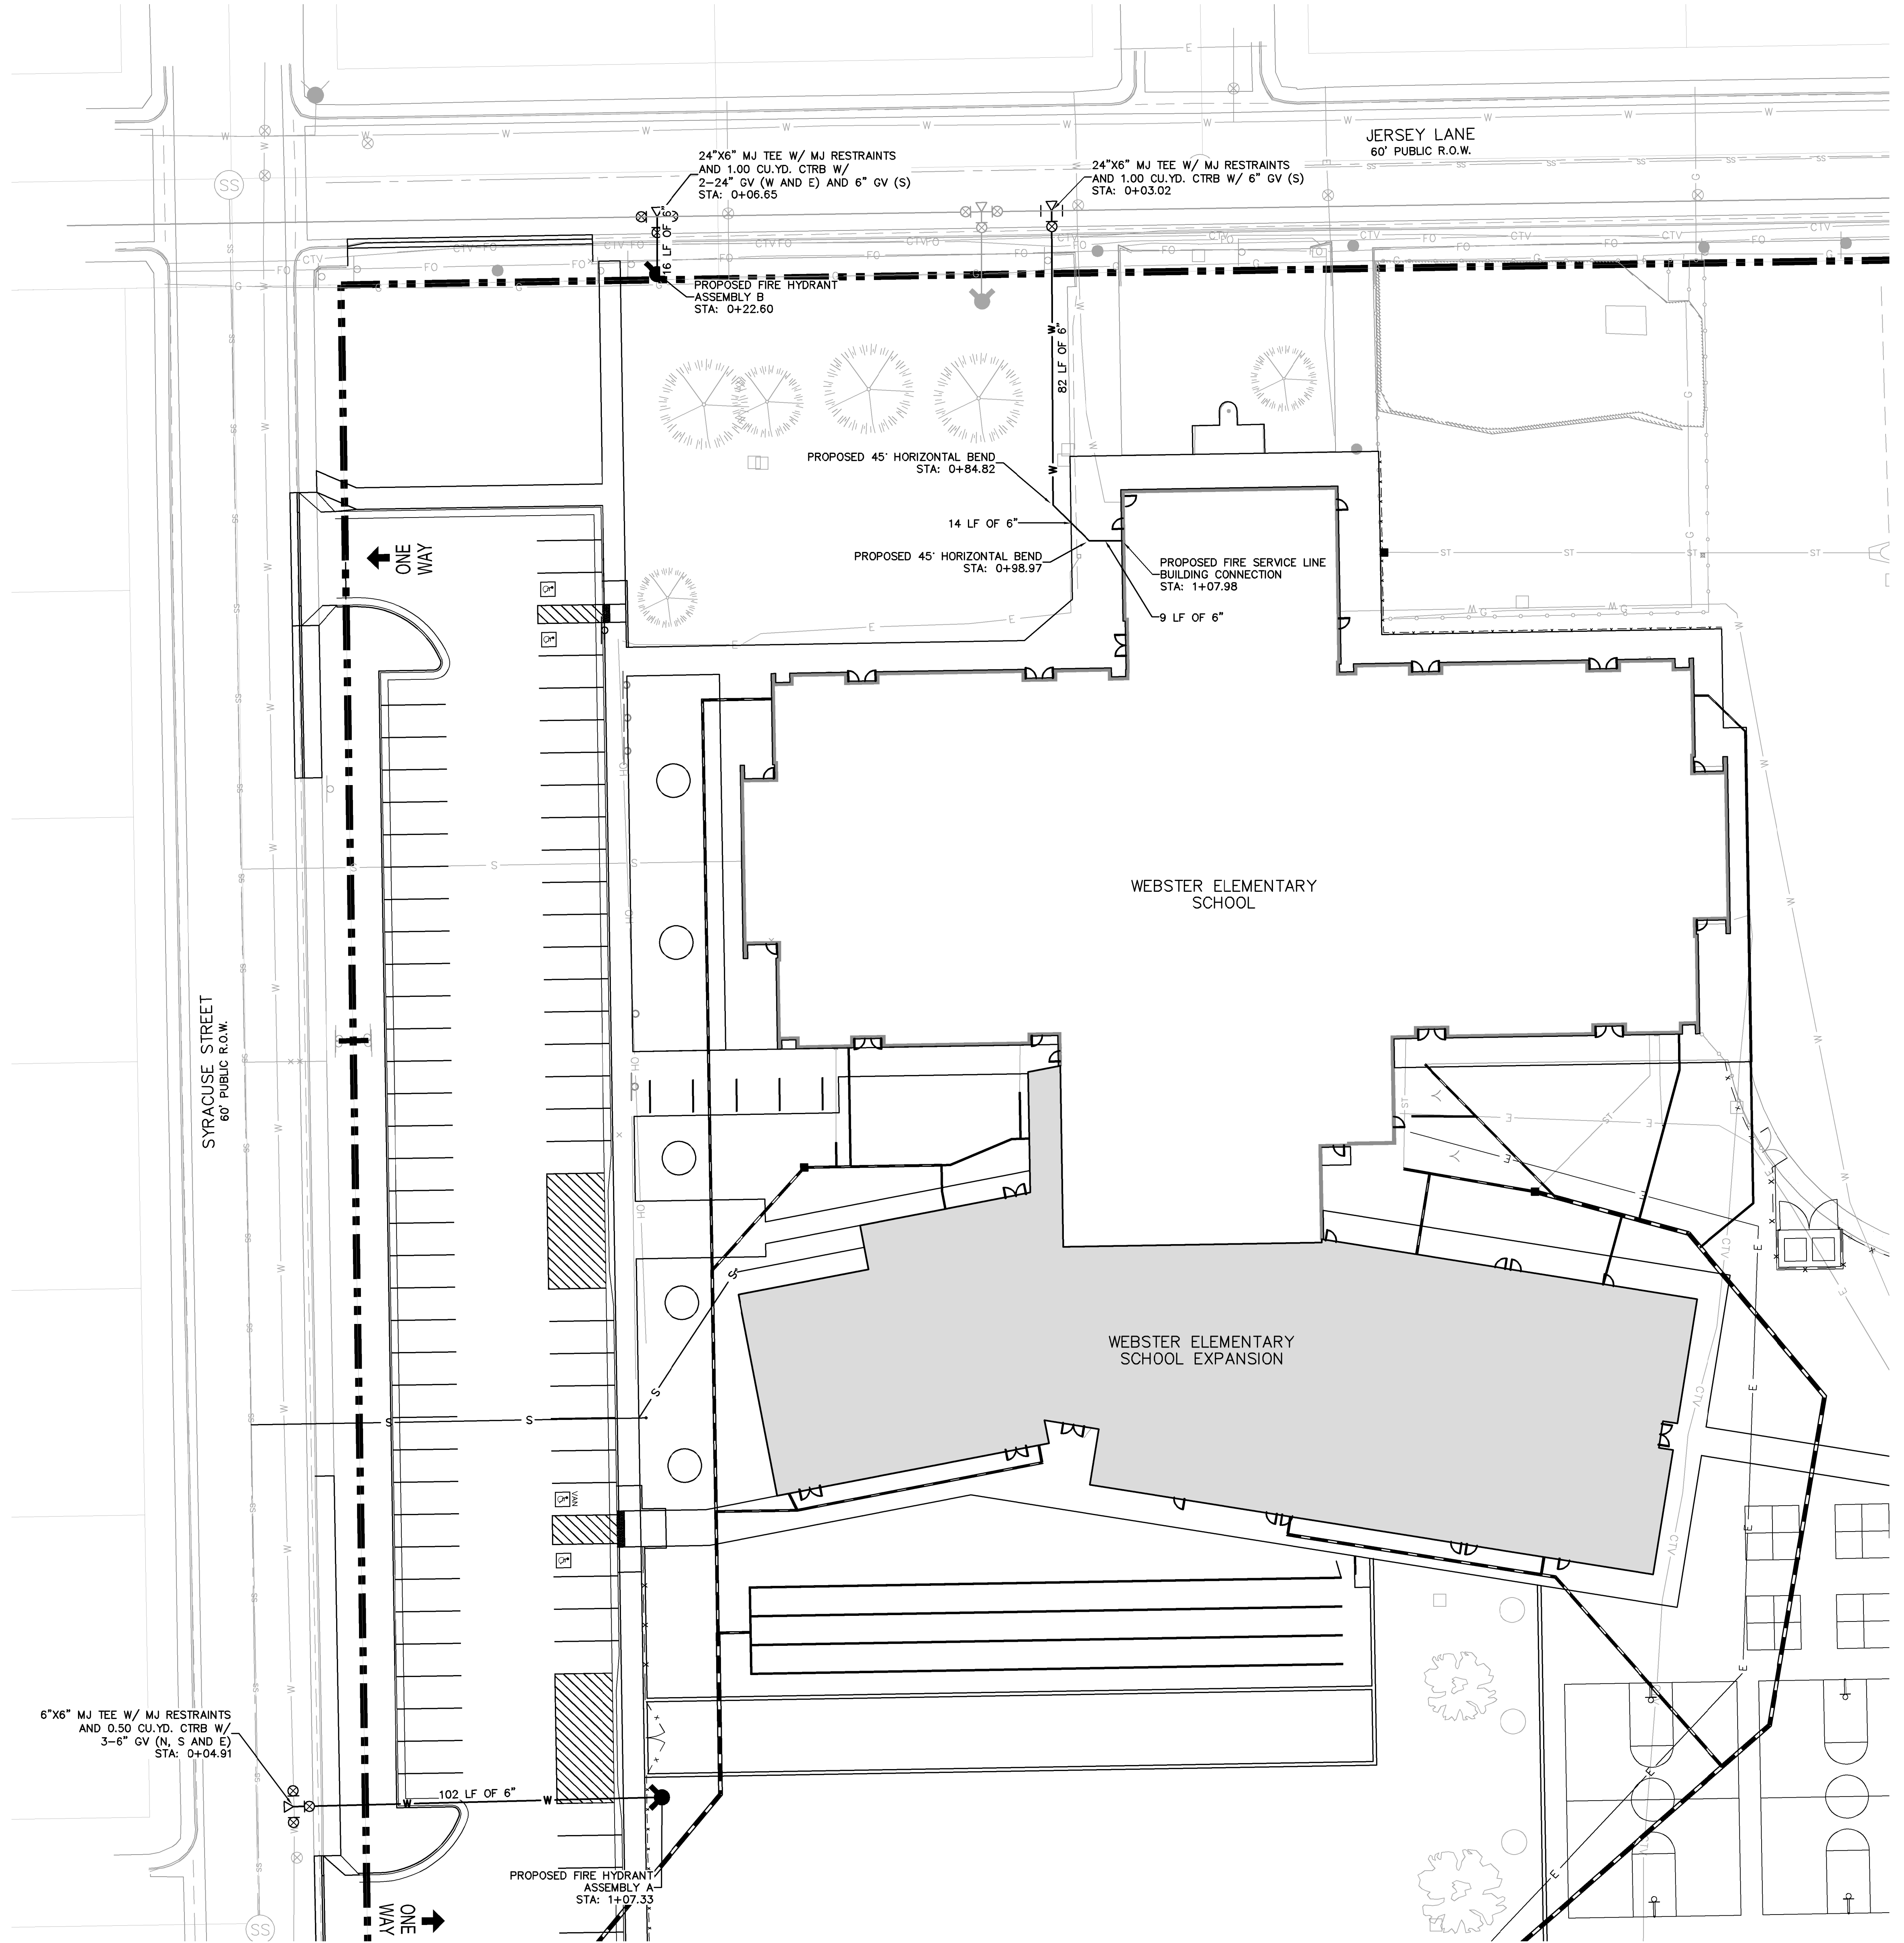 JERSEY LANE
60' PUBLIC R.O.W.
24"X6" MJ TEE W/ MJ RESTRAINTS
AND 1.00 CU.YD. CTRB W/
2-24" GV (W AND E) AND 6" GV (S)
STA: 0+06.65
24"X6" MJ TEE W/ MJ RESTRAINTS
AND 1.00 CU.YD. CTRB W/ 6" GV (S)
STA: 0+03.02
16 LF OF 6"
PROPOSED FIRE HYDRANT
ASSEMBLY B
STA: 0+22.60
82 LF OF 6"
PROPOSED 45° HORIZONTAL BEND
STA: 0+84.82
14 LF OF 6"
PROPOSED 45° HORIZONTAL BEND
STA: 0+98.97
PROPOSED FIRE SERVICE LINE
BUILDING CONNECTION
STA: 1+07.98
9 LF OF 6"
ONE
WAY
WEBSTER ELEMENTARY
SCHOOL
SYRACUSE STREET
60' PUBLIC R.O.W.
WEBSTER ELEMENTARY
SCHOOL EXPANSION
VAN
6"X6" MJ TEE W/ MJ RESTRAINTS
AND 0.50 CU.YD. CTRB W/
3-6" GV (N, S AND E)
STA: 0+04.91
102 LF OF 6"
PROPOSED FIRE HYDRANT
ASSEMBLY A
STA: 1+07.33
ONE
WAY
SS
SS